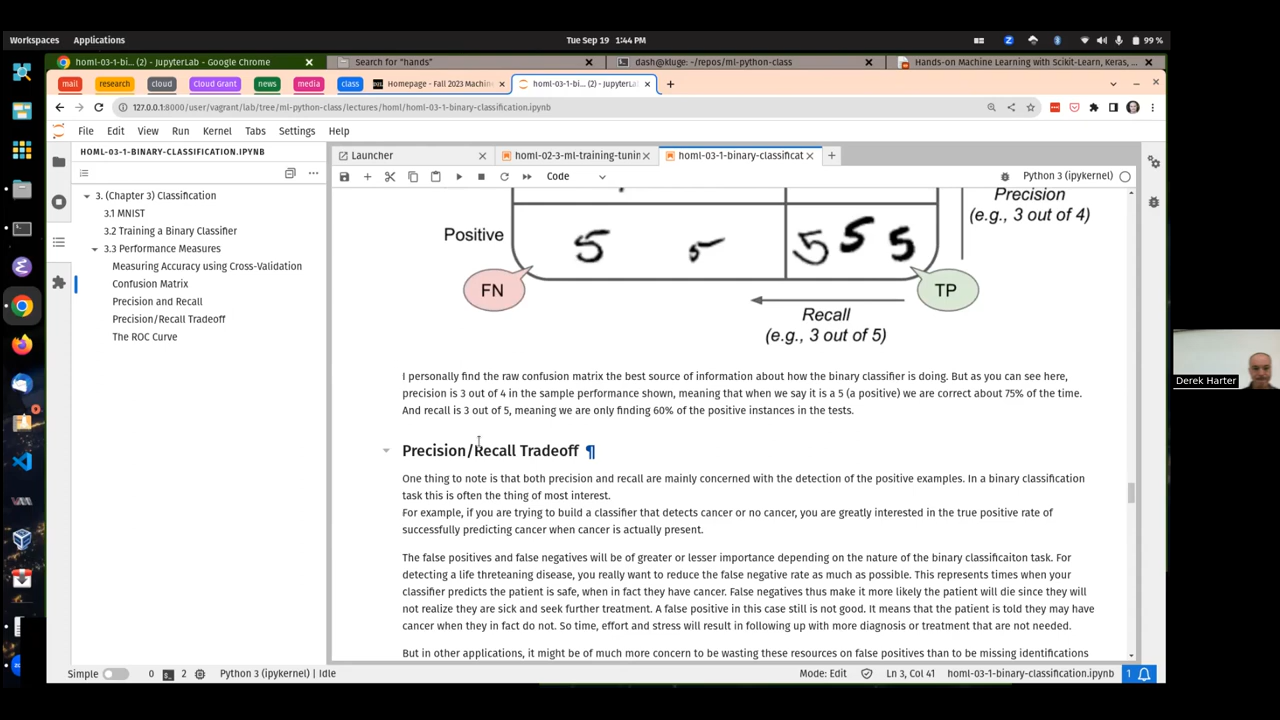 Workspaces Applications Tue Sep 19 1:44 PM 99 %
homl-03-1-bi... (2) - JupyterLab - Google Chrome × Search for "hands" × dash@kluge: ~/repos/ml-python-class × Hands-on Machine Learning with Scikit-Learn, Keras, ... ×
mail research cloud Cloud Grant news media class Homepage - Fall 2023 Machin × homl-03-1-bi... (2) - JupyterLa × +
127.0.0.1:8000/user/vagrant/lab/tree/ml-python-class/lectures/homl/homl-03-1-binary-classification.ipynb
File Edit View Run Kernel Tabs Settings Help
HOML-03-1-BINARY-CLASSIFICATION.IPYNB
Launcher × homl-02-3-ml-training-tunin × homl-03-1-binary-classificat × +
Code Python 3 (ipykernel)
3. (Chapter 3) Classification
3.1 MNIST
3.2 Training a Binary Classifier
3.3 Performance Measures
Measuring Accuracy using Cross-Validation
Confusion Matrix
Precision and Recall
Precision/Recall Tradeoff
The ROC Curve
Precision
(e.g., 3 out of 4)
Positive 5 5 5 5 5
FN TP
Recall
(e.g., 3 out of 5)
I personally find the raw confusion matrix the best source of information about how the binary classifier is doing. But as you can see here,
precision is 3 out of 4 in the sample performance shown, meaning that when we say it is a 5 (a positive) we are correct about 75% of the time.
And recall is 3 out of 5, meaning we are only finding 60% of the positive instances in the tests.
Precision/Recall Tradeoff ¶
One thing to note is that both precision and recall are mainly concerned with the detection of the positive examples. In a binary classification
task this is often the thing of most interest.
For example, if you are trying to build a classifier that detects cancer or no cancer, you are greatly interested in the true positive rate of
successfully predicting cancer when cancer is actually present.
The false positives and false negatives will be of greater or lesser importance depending on the nature of the binary classificaiton task. For
detecting a life threteaning disease, you really want to reduce the false negative rate as much as possible. This represents times when your
classifier predicts the patient is safe, when in fact they have cancer. False negatives thus make it more likely the patient will die since they will
not realize they are sick and seek further treatment. A false positive in this case still is not good. It means that the patient is told they may have
cancer when they in fact do not. So time, effort and stress will result in following up with more diagnosis or treatment that are not needed.
But in other applications, it might be of much more concern to be wasting these resources on false positives than to be missing identifications
Simple 0 2 Python 3 (ipykernel) | Idle Mode: Edit Ln 3, Col 41 homl-03-1-binary-classification.ipynb 1
Derek Harter